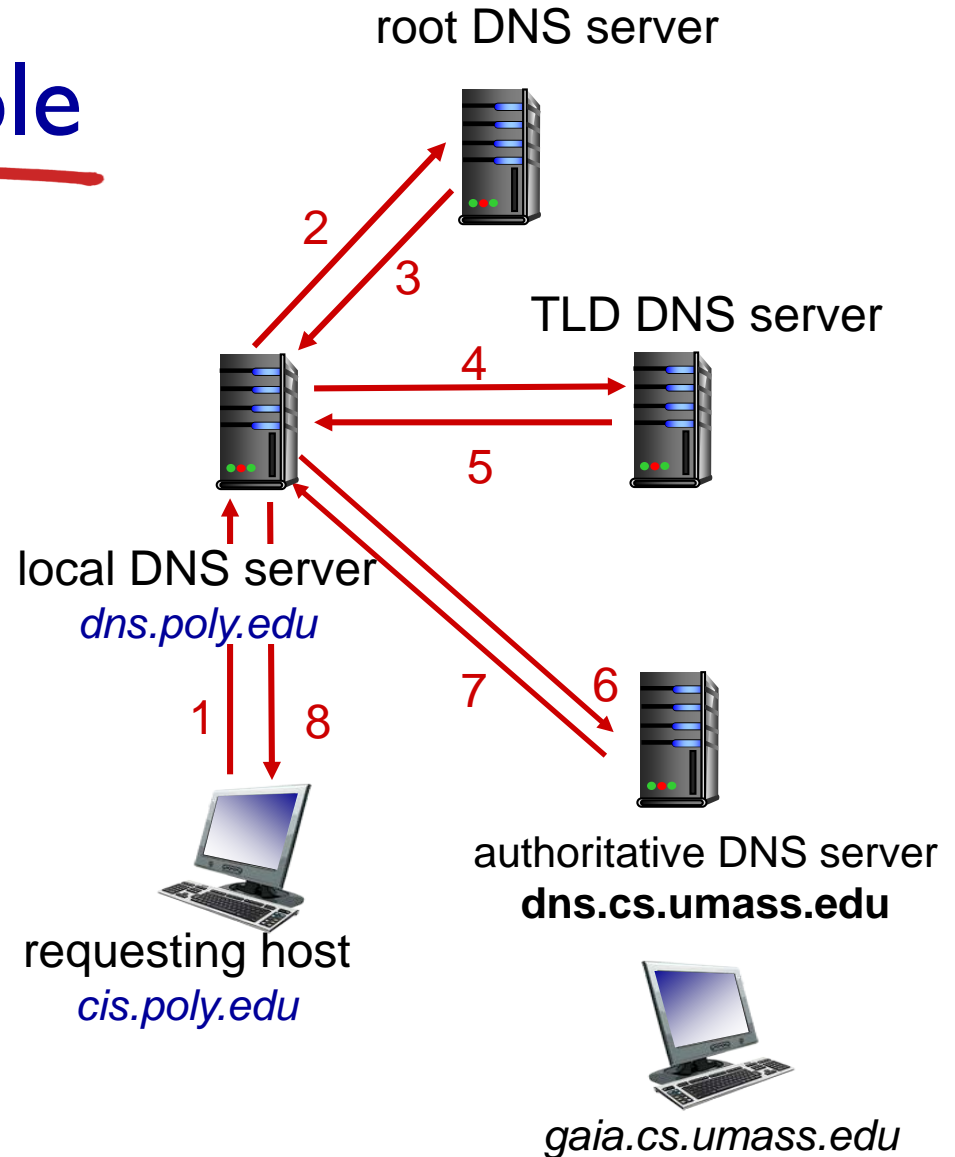 root DNS server
2
3
TLD DNS server
4
5
local DNS server
dns.poly.edu
1
8
7
6
authoritative DNS server
dns.cs.umass.edu
requesting host
cis.poly.edu
gaia.cs.umass.edu